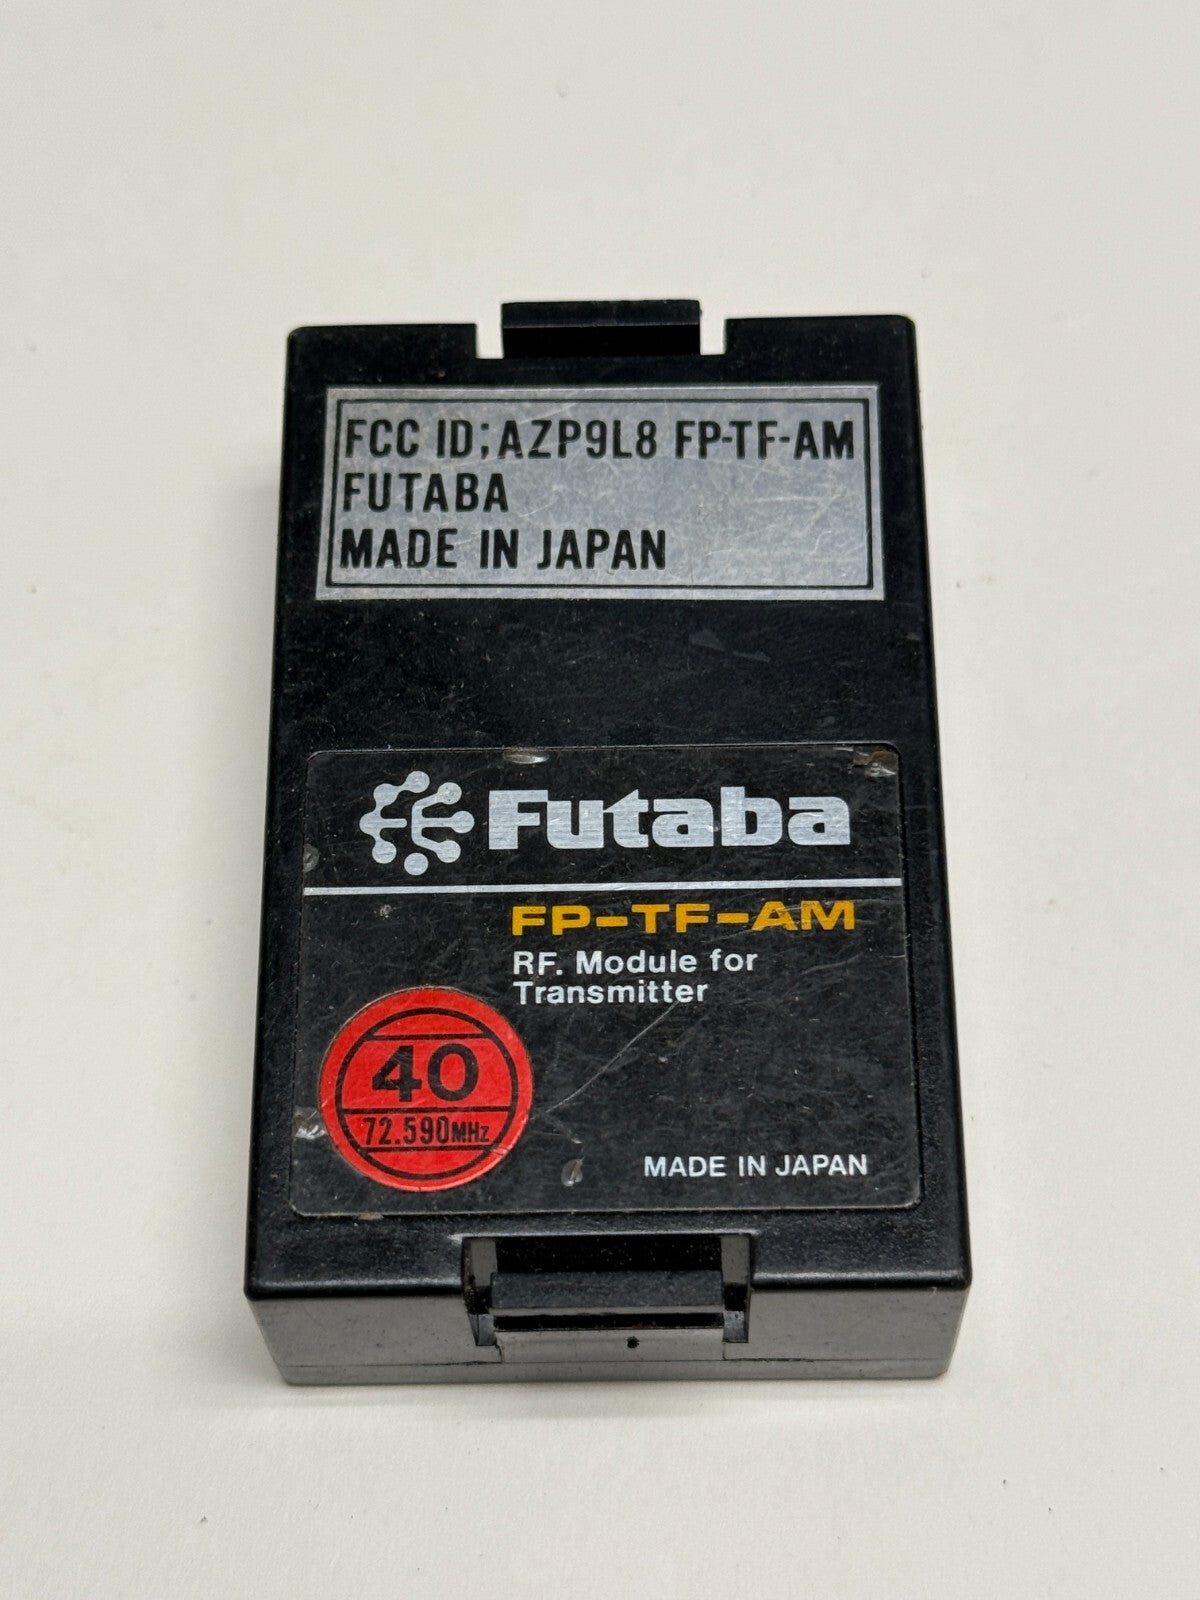 FCC ID;AZP9L8 FP-TF-AM
FUTABA
MADE IN JAPAN
Futaba
FP-TF-AM
RF. Module for
Transmitter
40
72.590MHz
MADE IN JAPAN